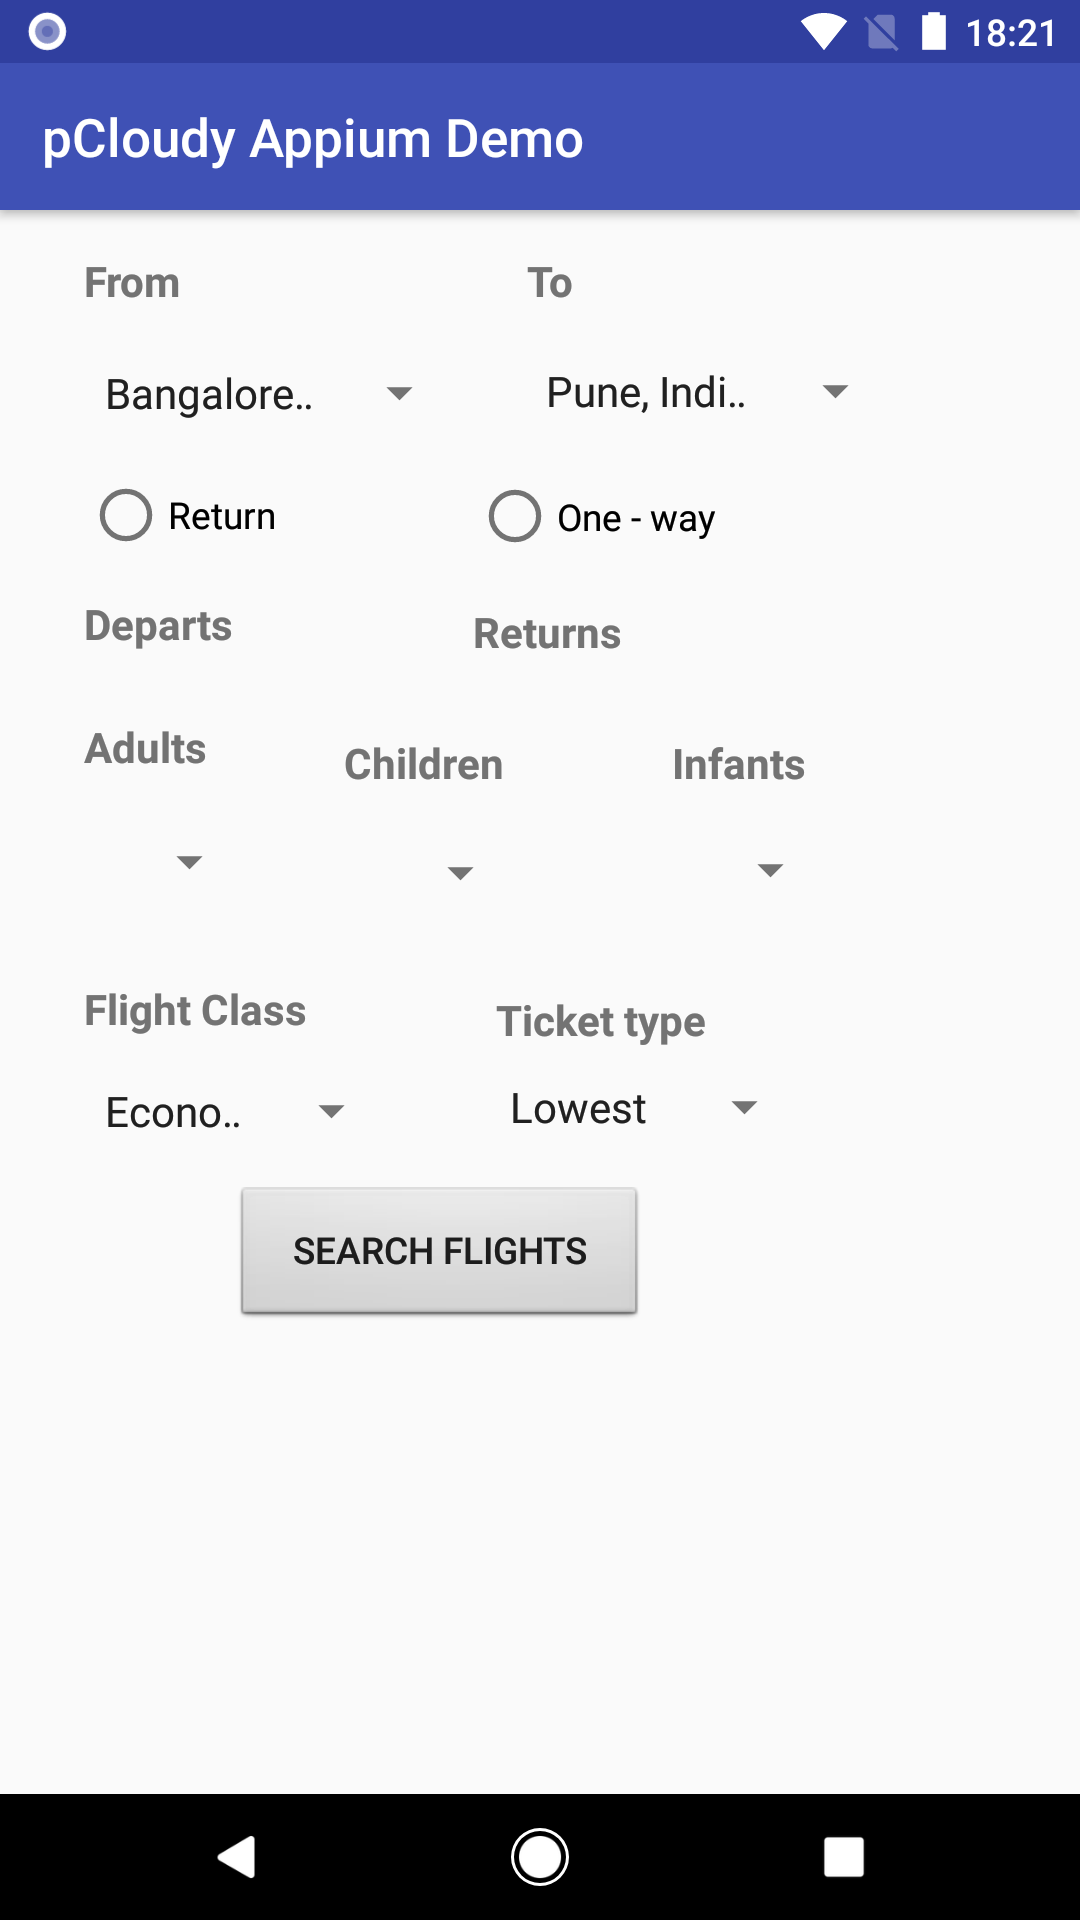 18:21
pCloudy Appium Demo
From To
Bangalore.. Pune, Indi..
Return One - way
Departs Returns
Adults Children Infants
Flight Class Ticket type
Econo.. Lowest
SEARCH FLIGHTS